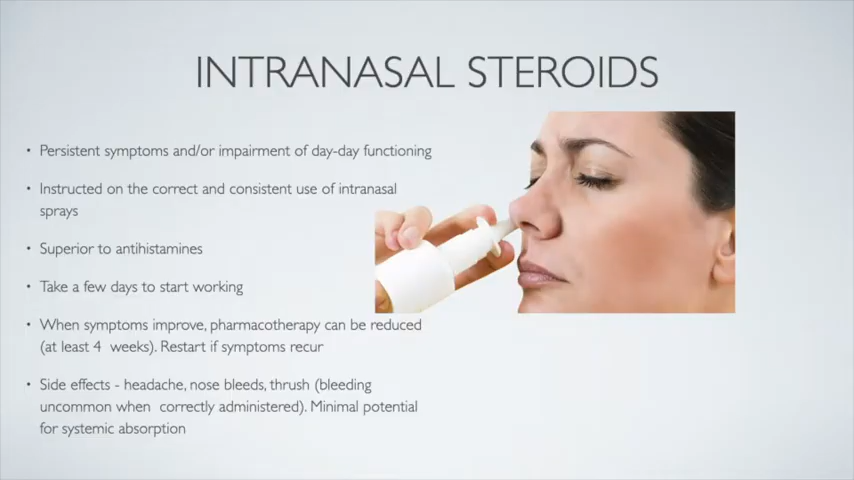 INTRANASAL STEROIDS
• Persistent symptoms and/or impairment of day-day functioning
• Instructed on the correct and consistent use of intranasal
sprays
• Superior to antihistamines
• Take a few days to start working
• When symptoms improve, pharmacotherapy can be reduced
(at least 4 weeks). Restart if symptoms recur
• Side effects - headache, nose bleeds, thrush (bleeding
uncommon when correctly administered). Minimal potential
for systemic absorption